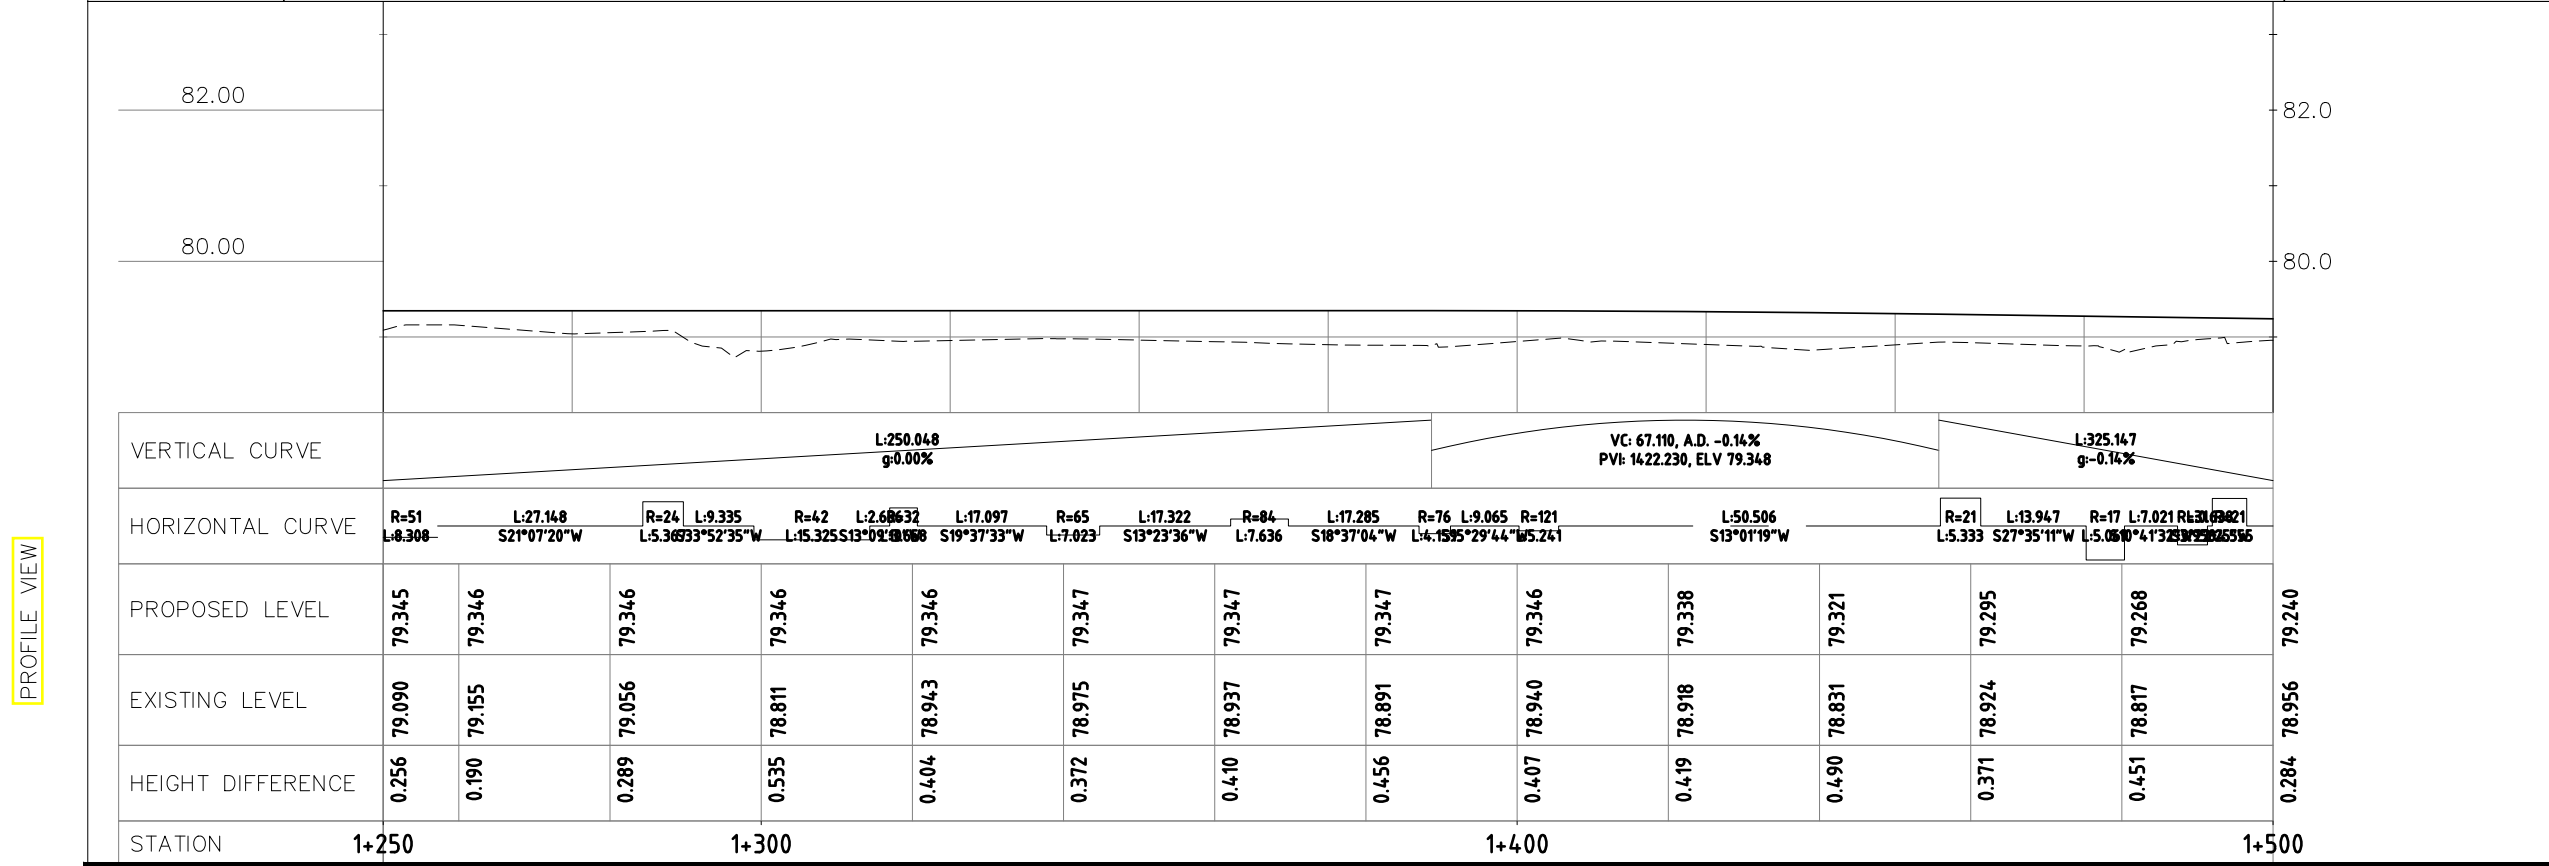 82.00
82.0
80.00
80.0
PROFILE VIEW
VERTICAL CURVE
L:250.048
g:0.00%
VC: 67.110, A.D. -0.14%
PVI: 1422.230, ELV 79.348
L:325.147
g:-0.14%
HORIZONTAL CURVE
R=51 L:27.148 R=24 L:9.335 R=42 R=32 L:17.097 R=65 L:17.322 R=84 L:17.285 R=76 L:9.065 R=121 L:50.506 R=21 L:13.947 R=17 L:7.021
L:8.308 S21°07'20"W S33°52'35"W L:15.325 S19°37'33"W L:7.023 S13°23'36"W L:7.636 S18°37'04"W L:5.241 S13°01'19"W L:5.333 S27°35'11"W
PROPOSED LEVEL 79.345 79.346 79.346 79.346 79.346 79.347 79.347 79.347 79.346 79.338 79.321 79.295 79.268 79.240
EXISTING LEVEL 79.090 79.155 79.056 78.811 78.943 78.975 78.937 78.891 78.940 78.918 78.831 78.924 78.817 78.956
HEIGHT DIFFERENCE 0.256 0.190 0.289 0.535 0.404 0.372 0.410 0.456 0.407 0.419 0.490 0.371 0.451 0.284
STATION 1+250 1+300 1+400 1+500